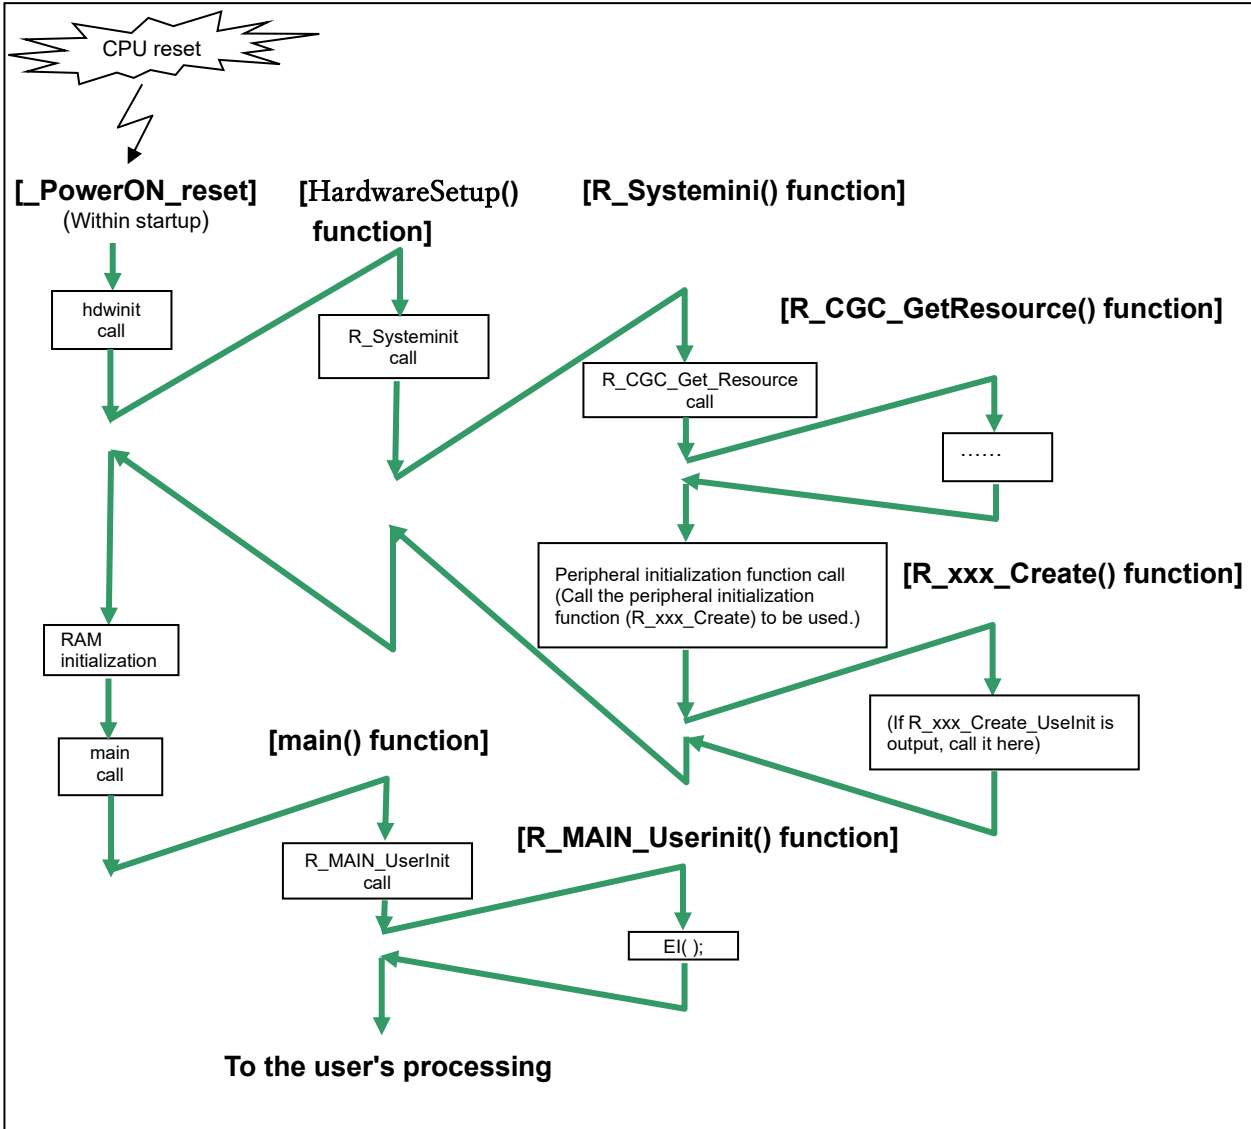 CPU reset
[_PowerON_reset]
(Within startup)
[HardwareSetup()
function]
[R_Systemini() function]
hdwinit
call
R_Systeminit
call
[R_CGC_GetResource() function]
R_CGC_Get_Resource
call
......
Peripheral initialization function call
(Call the peripheral initialization
function (R_xxx_Create) to be used.)
[R_xxx_Create() function]
RAM
initialization
(If R_xxx_Create_UseInit is
output, call it here)
main
call
[main() function]
R_MAIN_UserInit
call
[R_MAIN_Userinit() function]
EI( );
To the user's processing